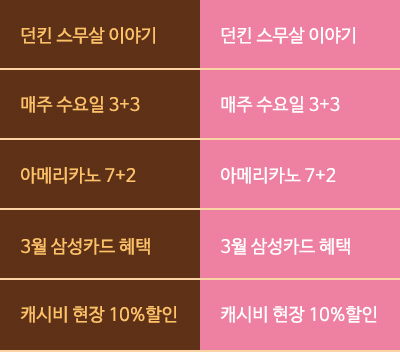 던킨 스무살 이야기 던킨 스무살 이야기
매주 수요일 3+3 매주 수요일 3+3
아메리카노 7+2 아메리카노 7+2
3월 삼성카드 혜택 3월 삼성카드 혜택
캐시비 현장 10%할인 캐시비 현장 10%할인